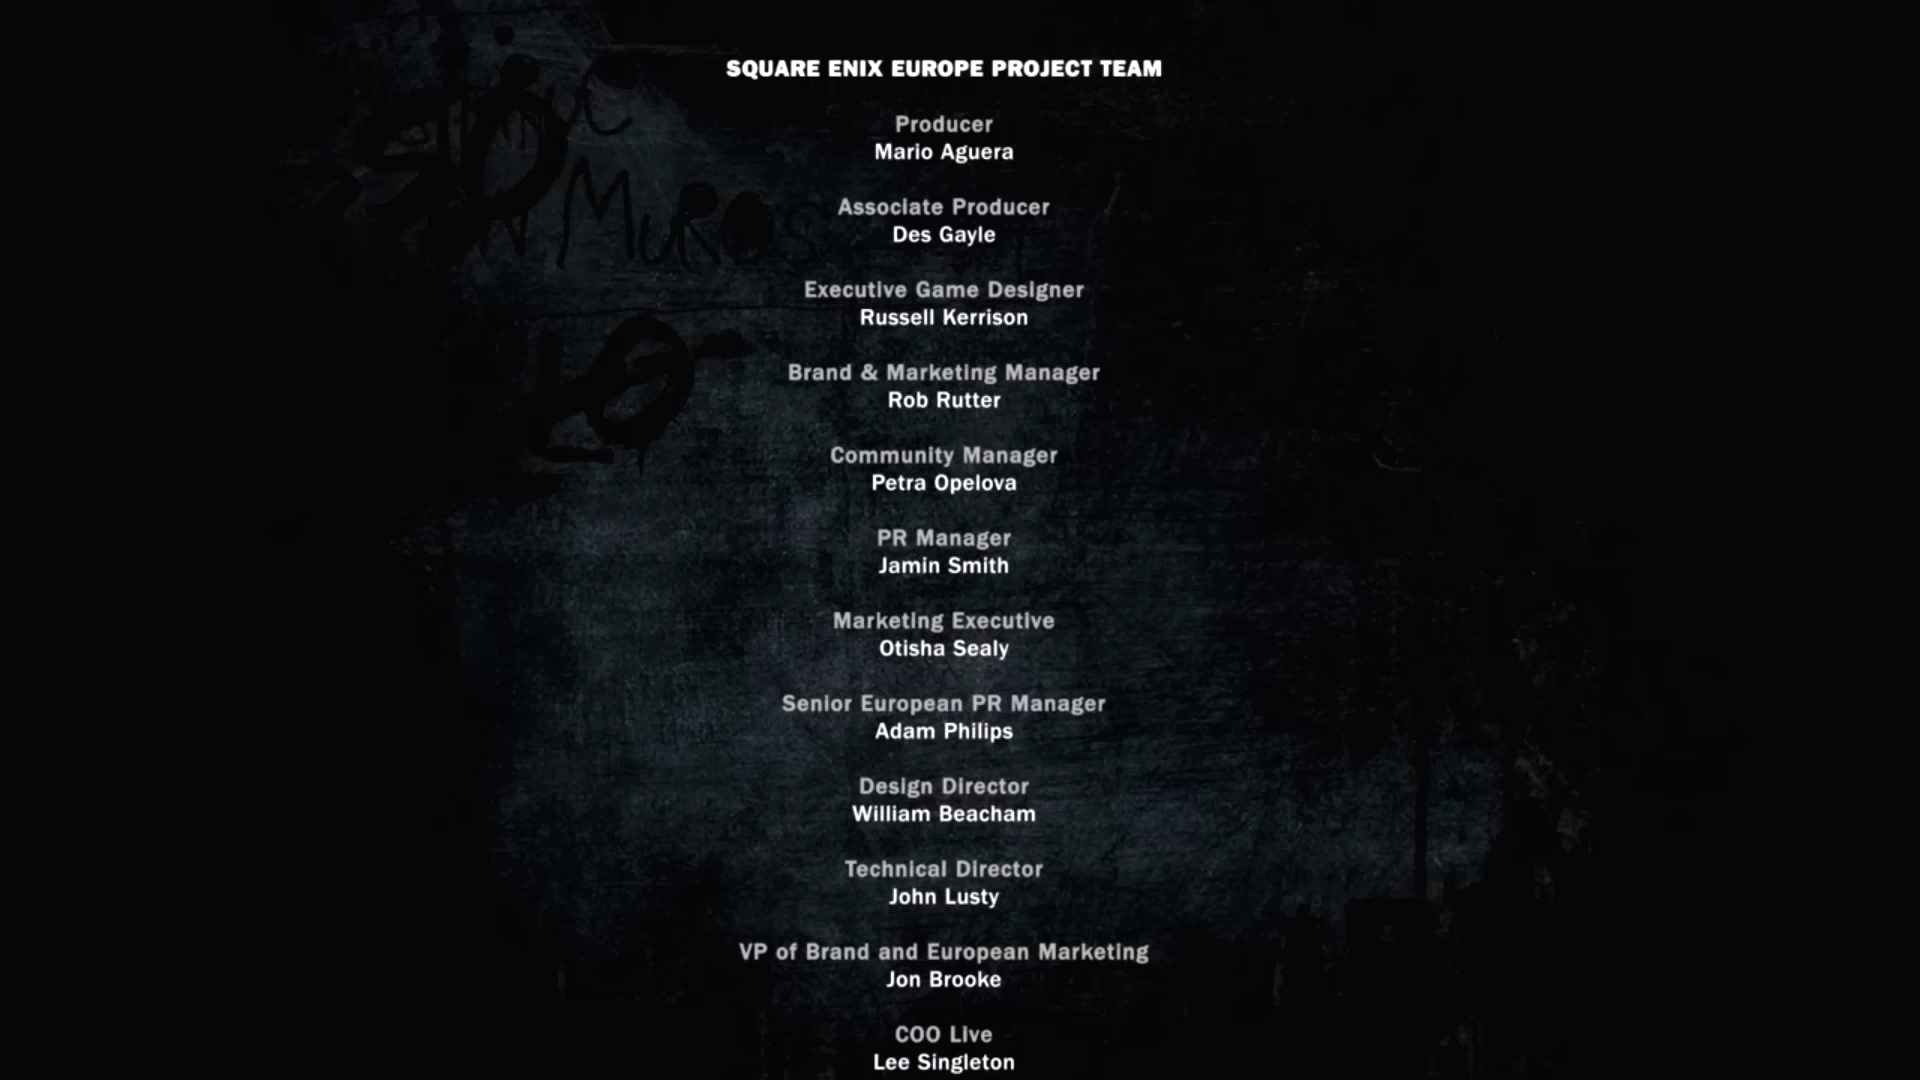 SQUARE ENIX EUROPE PROJECT TEAM
Producer
Mario Aguera
Associate Producer
Des Gayle
Executive Game Designer
Russell Kerrison
Brand & Marketing Manager
Rob Rutter
Community Manager
Petra Opelova
PR Manager
Jamin Smith
Marketing Executive
Otisha Sealy
Senior European PR Manager
Adam Philips
Design Director
William Beacham
Technical Director
John Lusty
VP of Brand and European Marketing
Jon Brooke
COO Live
Lee Singleton